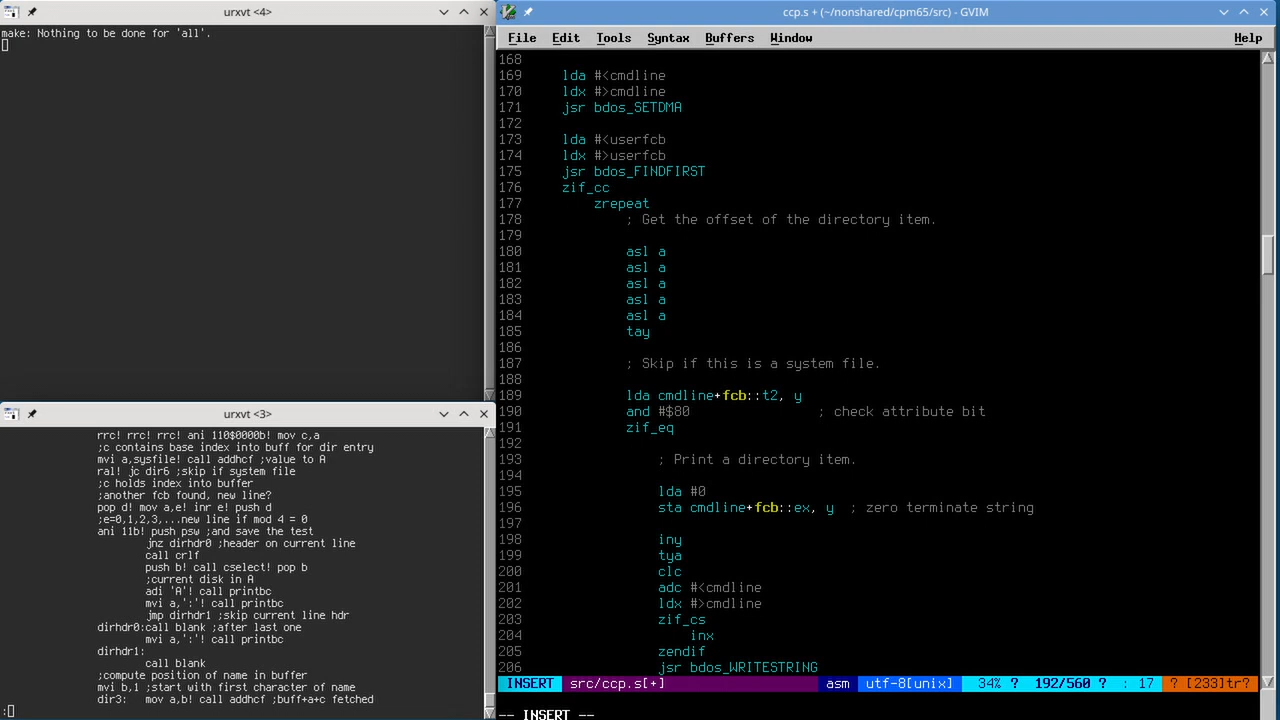 urxvt <4>
make: Nothing to be done for 'all'.
urxvt <3>
rrc! rrc! rrc! ani 110$0000b! mov c,a
;c contains base index into buff for dir entry
mvi a,sysfile! call addhcf ;value to A
ral! jc dir6 ;skip if system file
;c holds index into buffer
;another fcb found, new line?
pop d! mov a,e! inr e! push d
;e=0,1,2,3,...new line if mod 4 = 0
ani 11b! push psw ;and save the test
jnz dirhdr0 ;header on current line
call crlf
push b! call cselect! pop b
;current disk in A
adi 'A'! call printbc
mvi a,':'! call printbc
jmp dirhdr1 ;skip current line hdr
dirhdr0:call blank ;after last one
mvi a,':'! call printbc
dirhdr1:
call blank
;compute position of name in buffer
mvi b,1 ;start with first character of name
dir3: mov a,b! call addhcf ;buff+a+c fetched
:
ccp.s + (~/nonshared/cpm65/src) - GVIM
File Edit Tools Syntax Buffers Window Help
168
169 lda #<cmdline
170 ldx #>cmdline
171 jsr bdos_SETDMA
172
173 lda #<userfcb
174 ldx #>userfcb
175 jsr bdos_FINDFIRST
176 zif_cc
177 zrepeat
178 ; Get the offset of the directory item.
179
180 asl a
181 asl a
182 asl a
183 asl a
184 asl a
185 tay
186
187 ; Skip if this is a system file.
188
189 lda cmdline+fcb::t2, y
190 and #$80 ; check attribute bit
191 zif_eq
192
193 ; Print a directory item.
194
195 lda #0
196 sta cmdline+fcb::ex, y ; zero terminate string
197
198 iny
199 tya
200 clc
201 adc #<cmdline
202 ldx #>cmdline
203 zif_cs
204 inx
205 zendif
206 jsr bdos_WRITESTRING
INSERT src/ccp.s[+] asm utf-8[unix] 34% ? 192/560 ? : 17 ? [233]tr?
-- INSERT --